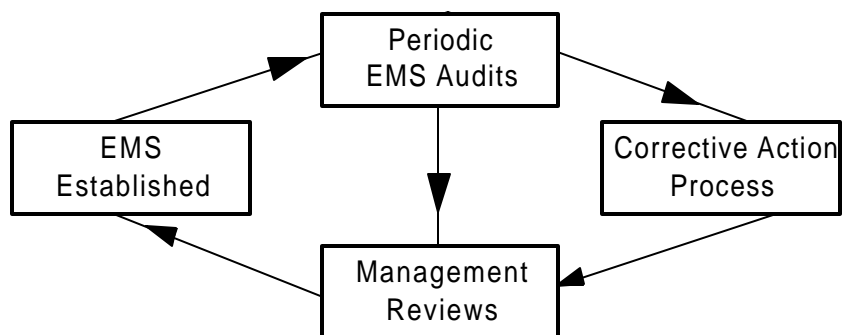 Periodic
EMS Audits
EMS
Established
Corrective Action
Process
Management
Reviews